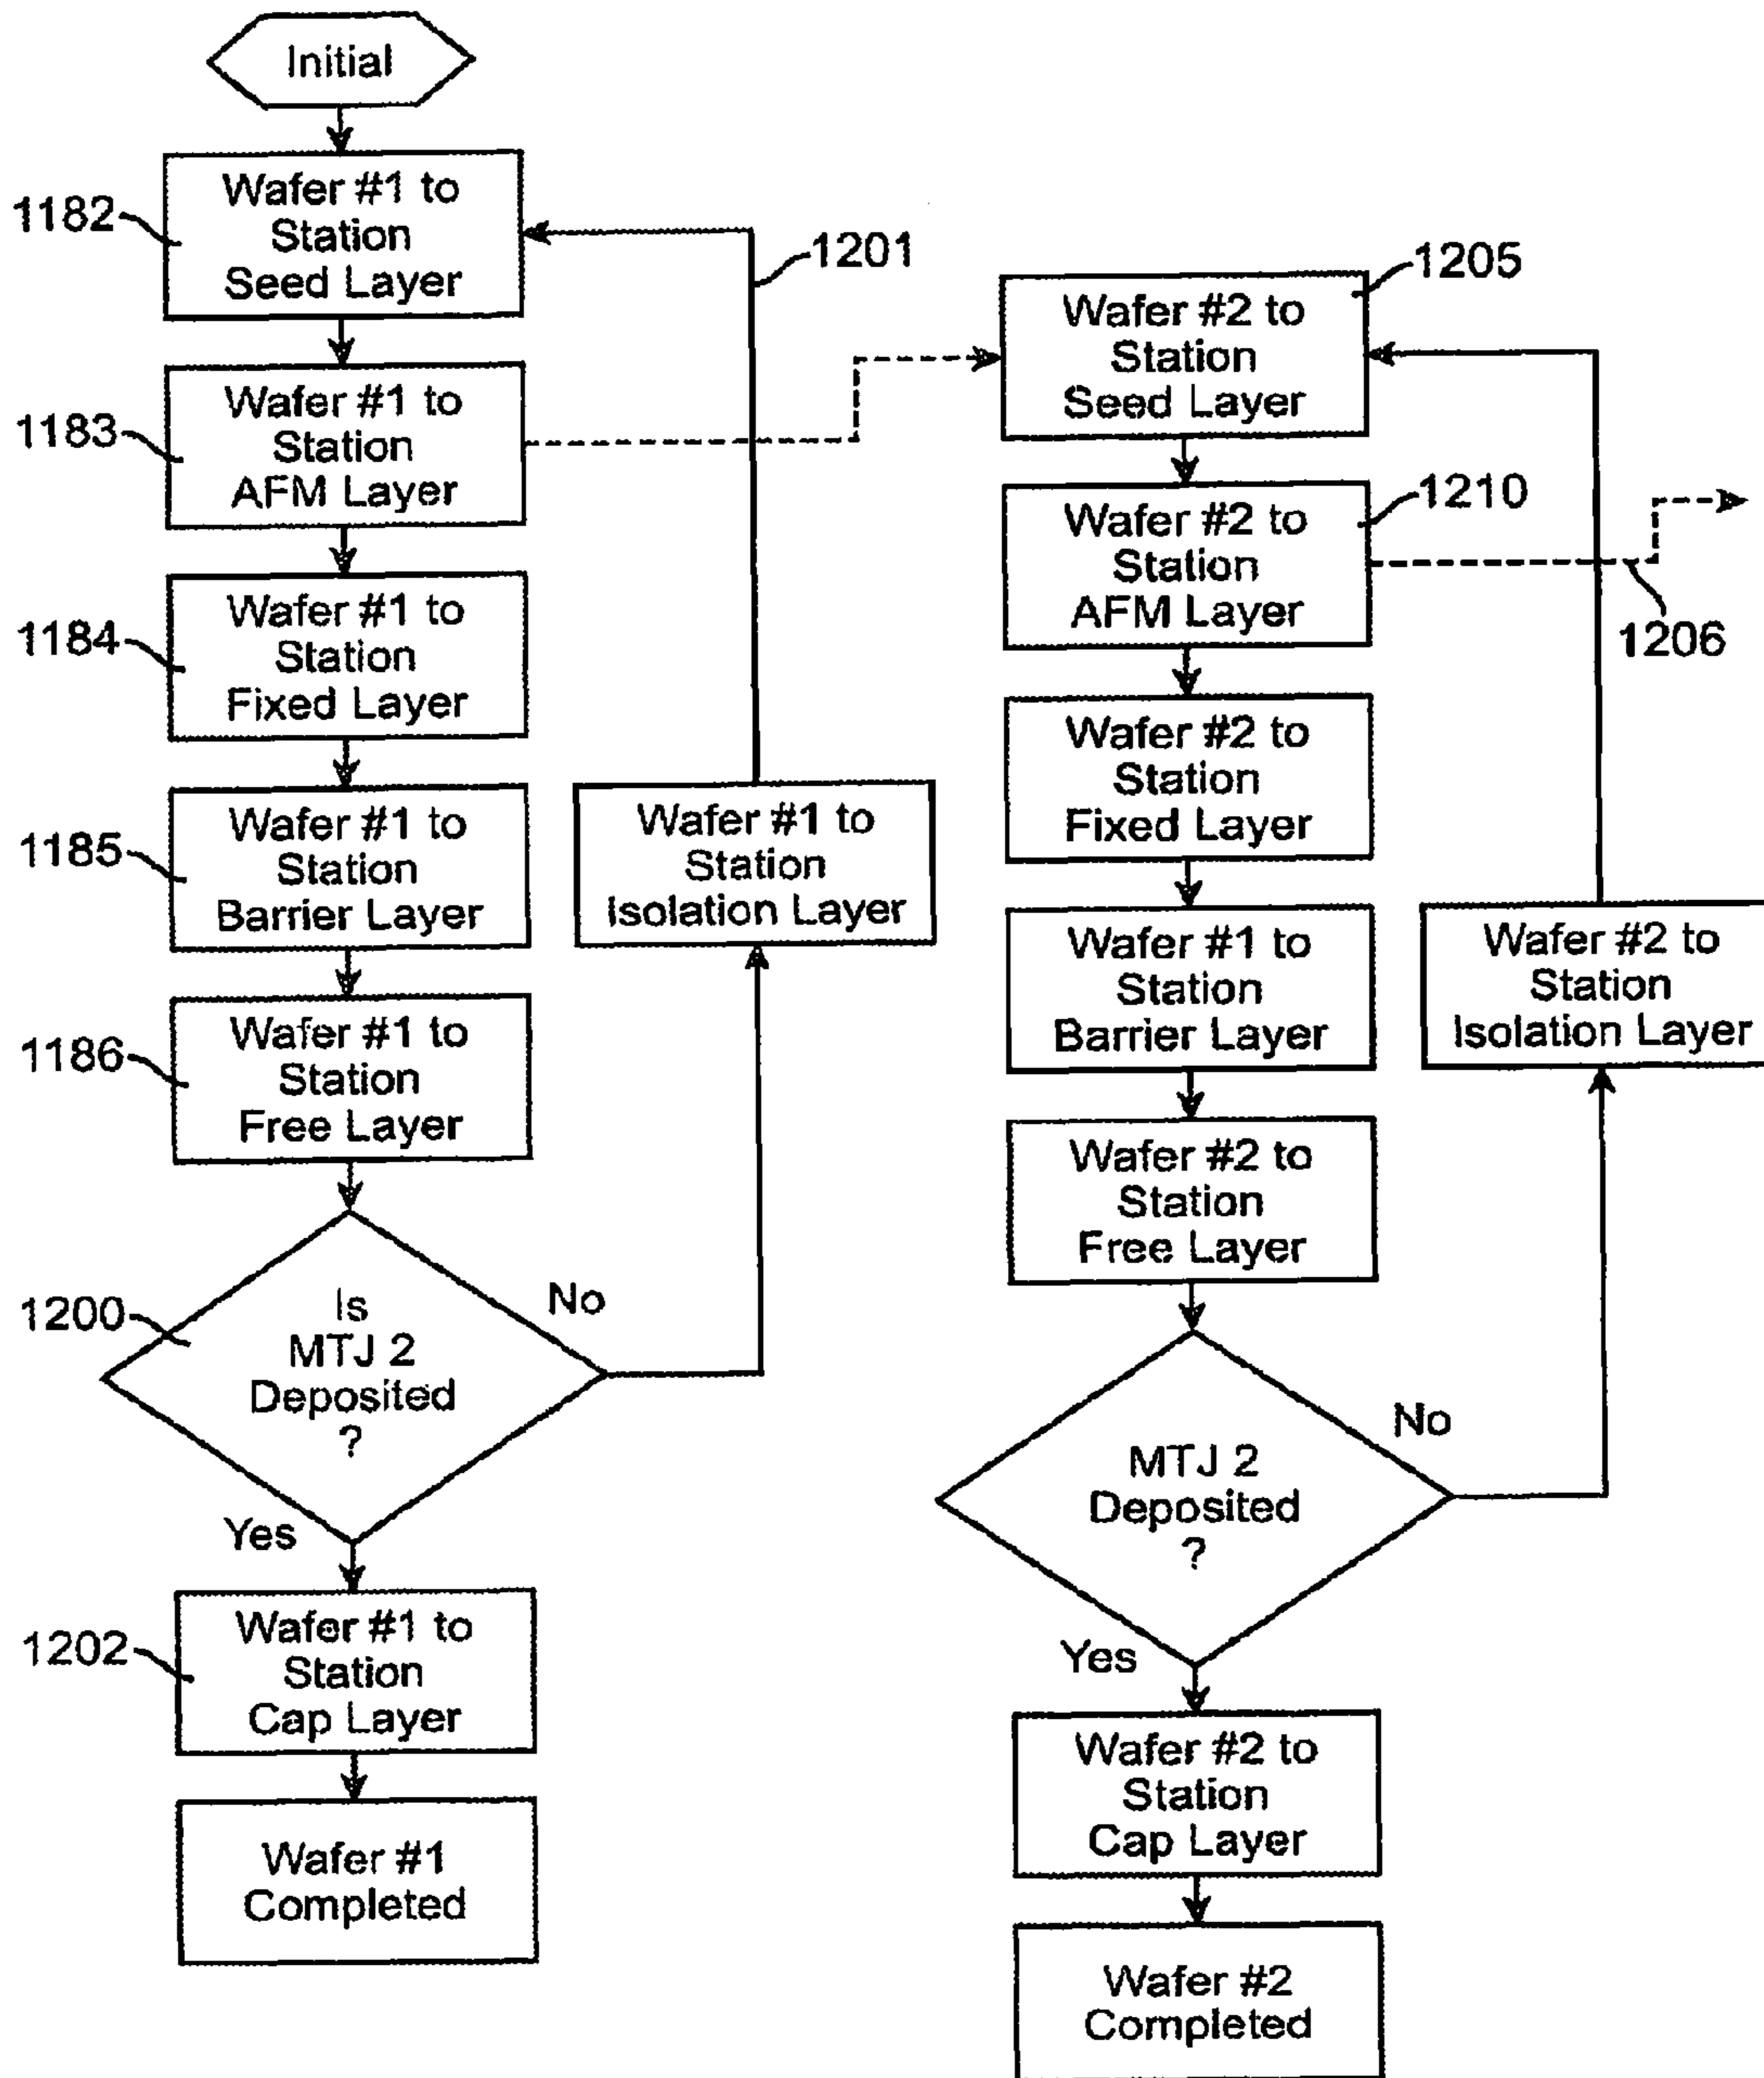 Initial
1182
Wafer #1 to
Station
Seed Layer
1183
Wafer #1 to
Station
AFM Layer
1184
Wafer #1 to
Station
Fixed Layer
1185
Wafer #1 to
Station
Barrier Layer
1186
Wafer #1 to
Station
Free Layer
1200
Is
MTJ 2
Deposited
?
No
Yes
1201
Wafer #1 to
Station
Isolation Layer
1202
Wafer #1 to
Station
Cap Layer
Wafer #1
Completed
1205
Wafer #2 to
Station
Seed Layer
1210
Wafer #2 to
Station
AFM Layer
1206
Wafer #2 to
Station
Fixed Layer
Wafer #1 to
Station
Barrier Layer
Wafer #2 to
Station
Isolation Layer
Wafer #2 to
Station
Free Layer
MTJ 2
Deposited
?
No
Yes
Wafer #2 to
Station
Cap Layer
Wafer #2
Completed